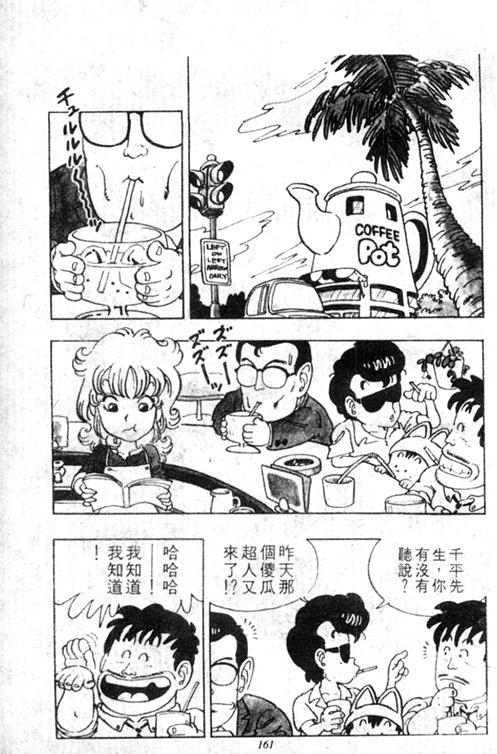 COFFEE
Pot
LEFT
ON
LEFT
ARROW
ONLY
チュルルルル
ズズー
ズズーッ
千平先
生，你
有沒有
聽說？
昨天那
個傻瓜
超人又
來了!?
哈哈哈
——！
我知道
我知道
！
161